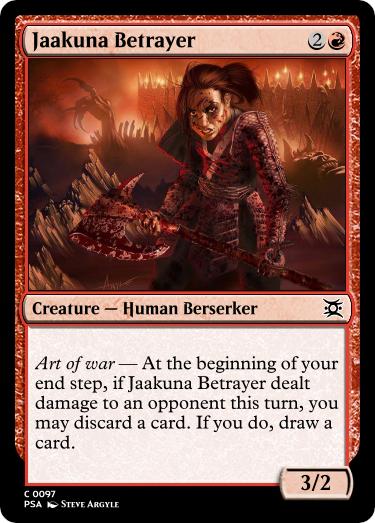 Jaakuna Betrayer 2
Creature — Human Berserker
Art of war — At the beginning of your
end step, if Jaakuna Betrayer dealt
damage to an opponent this turn, you
may discard a card. If you do, draw a
card.
3/2
C 0097
PSA Steve Argyle